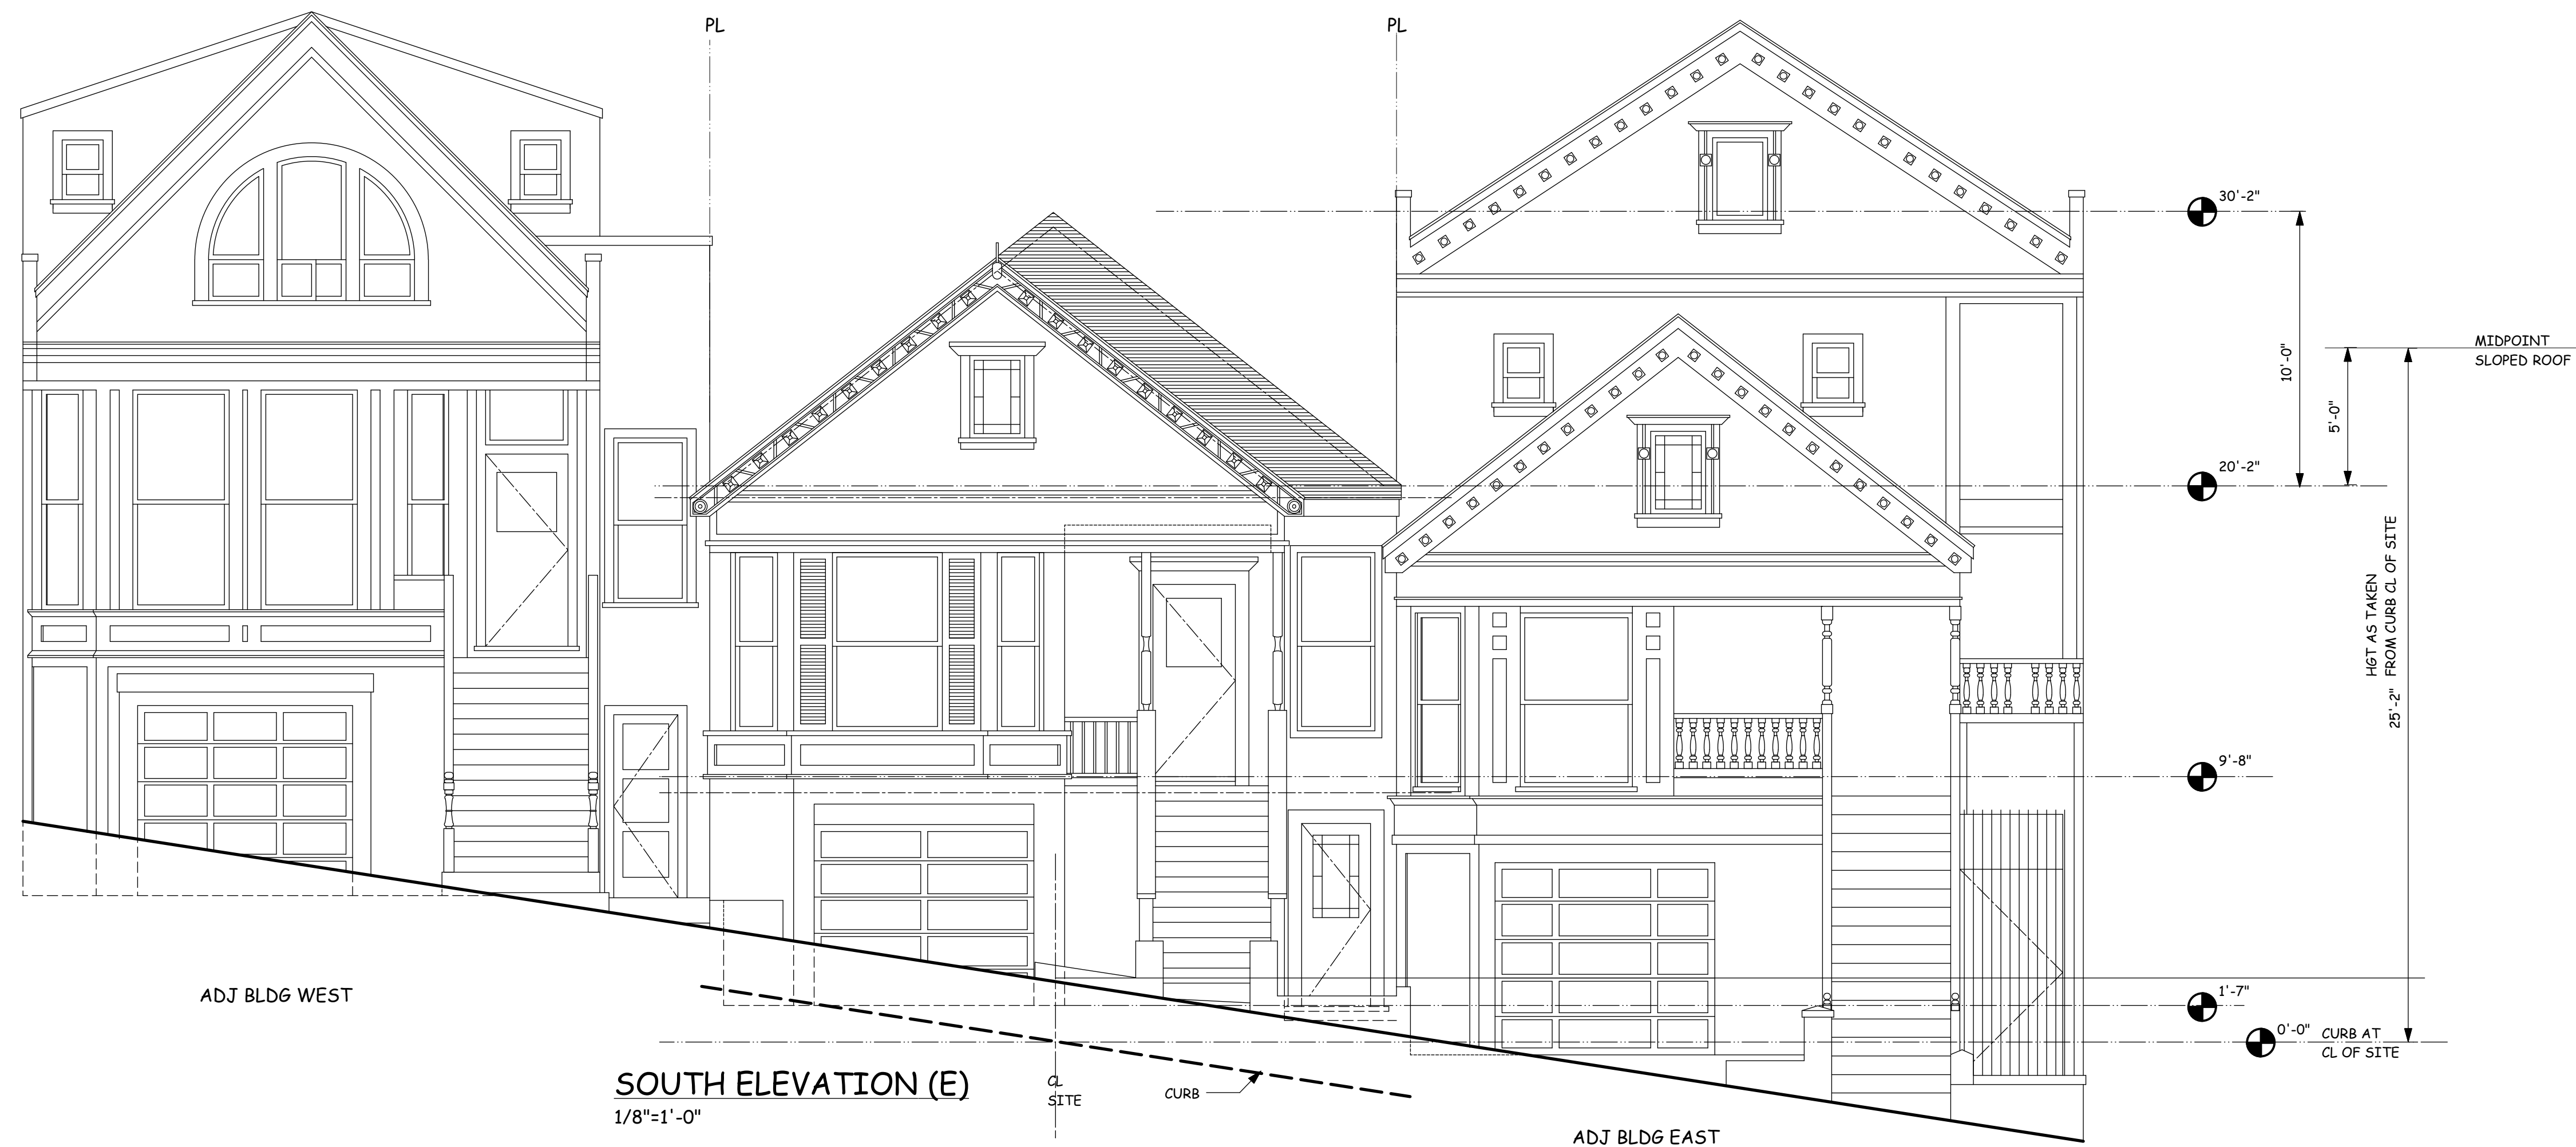 PL
PL
30'-2"
10'-0"
MIDPOINT
SLOPED ROOF
5'-0"
20'-2"
HGT AS TAKEN
25'-2" FROM CURB CL OF SITE
9'-8"
1'-7"
0'-0" CURB AT
CL OF SITE
ADJ BLDG WEST
SOUTH ELEVATION (E)
1/8"=1'-0"
CL
SITE
CURB
ADJ BLDG EAST